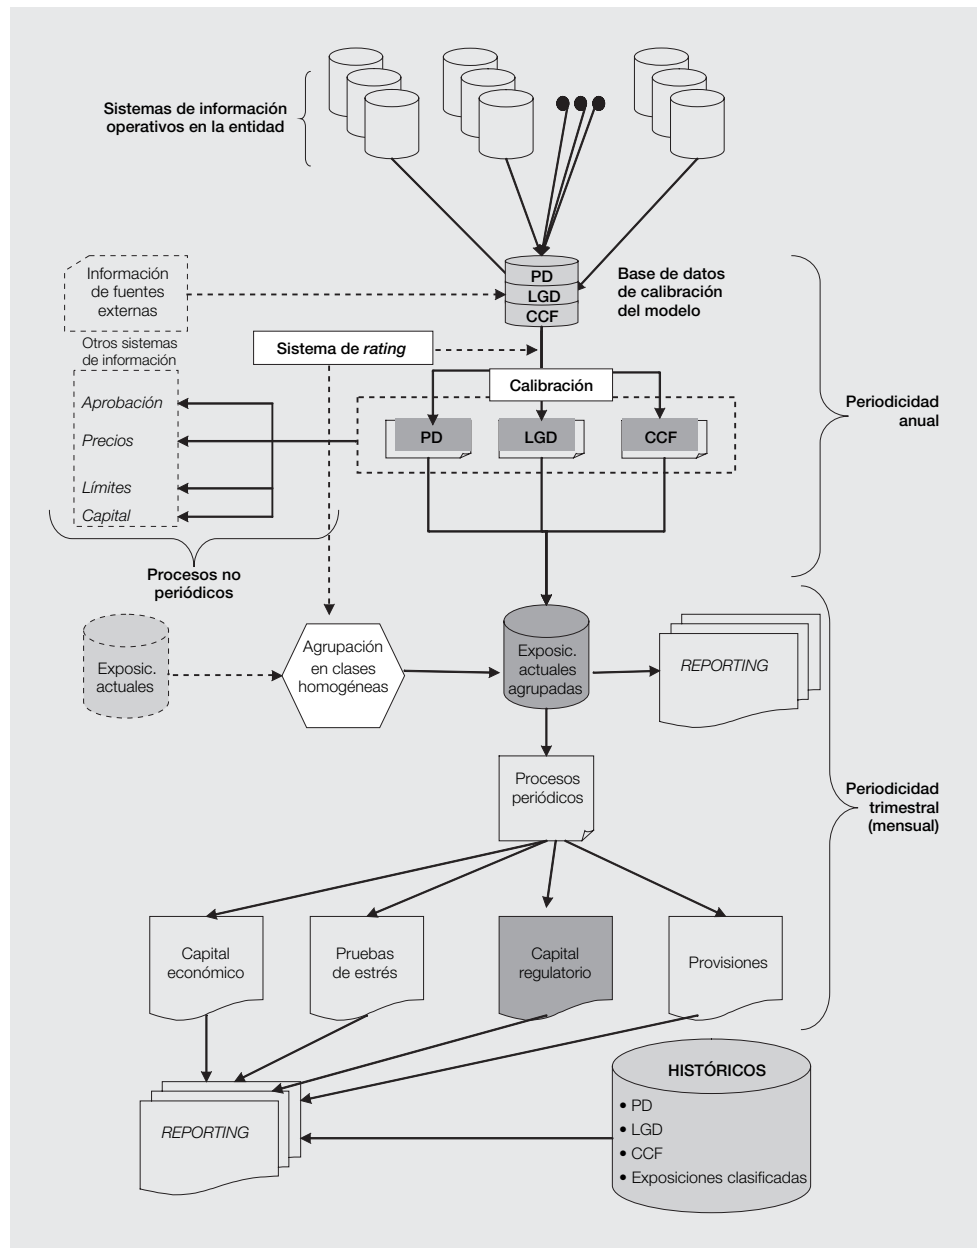 Sistemas de información
operativos en la entidad
PD
LGD
CCF
Base de datos
de calibración
del modelo
Información
de fuentes
externas
Otros sistemas
de información
Sistema de rating
Calibración
Aprobación
Precios
Límites
Capital
PD
LGD
CCF
Periodicidad
anual
Procesos no
periódicos
Exposic.
actuales
Agrupación
en clases
homogéneas
Exposic.
actuales
agrupadas
REPORTING
Procesos
periódicos
Periodicidad
trimestral
(mensual)
Capital
económico
Pruebas
de estrés
Capital
regulatorio
Provisiones
HISTÓRICOS
• PD
• LGD
• CCF
• Exposiciones clasificadas
REPORTING